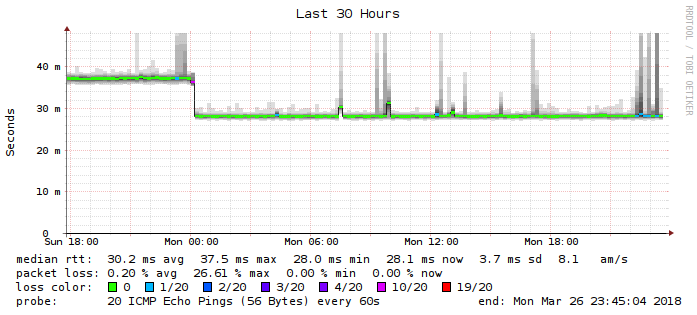 Last 30 Hours
RRDTOOL / TOBI OETIKER
Seconds
40 m
30 m
20 m
10 m
0
Sun 18:00 Mon 00:00 Mon 06:00 Mon 12:00 Mon 18:00
median rtt: 30.2 ms avg 37.5 ms max 28.0 ms min 28.1 ms now 3.7 ms sd 8.1 am/s
packet loss: 0.20 % avg 26.61 % max 0.00 % min 0.00 % now
loss color: 0 1/20 2/20 3/20 4/20 10/20 19/20
probe: 20 ICMP Echo Pings (56 Bytes) every 60s end: Mon Mar 26 23:45:04 2018